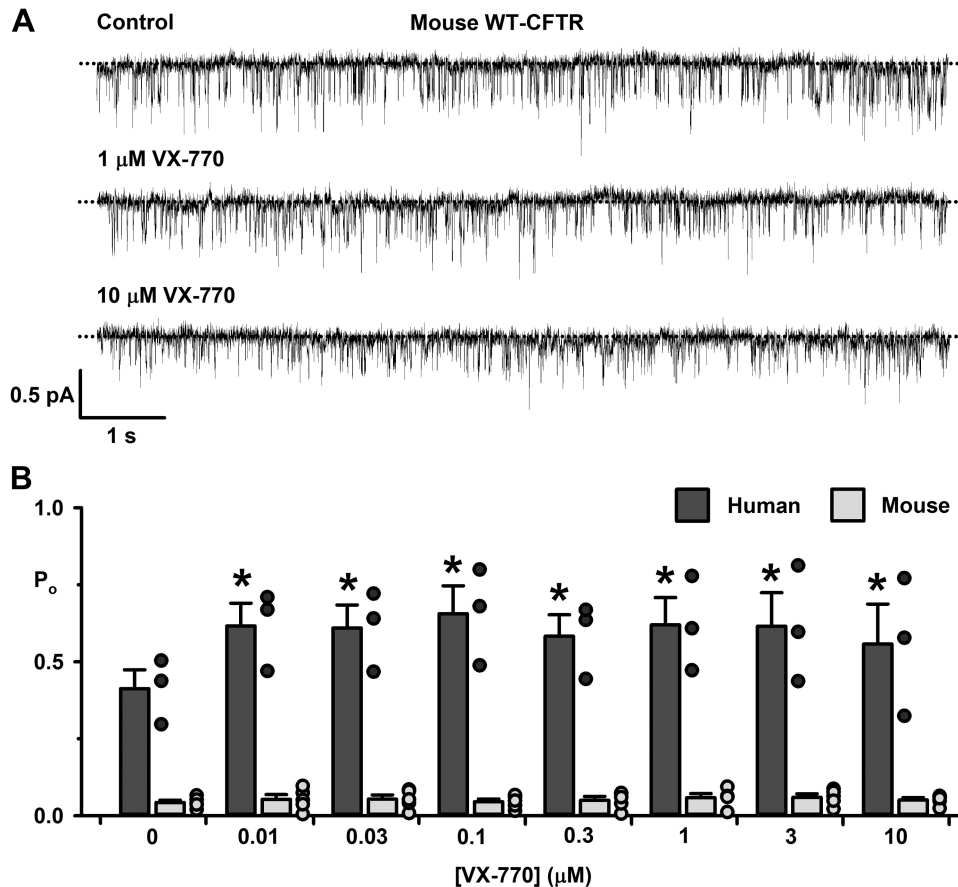 A
Control
Mouse WT-CFTR
1 μM VX-770
10 μM VX-770
0.5 pA
1 s
B
Human
Mouse
1.0
Po
0.5
0.0
* * * * * * *
0 0.01 0.03 0.1 0.3 1 3 10
[VX-770] (μM)